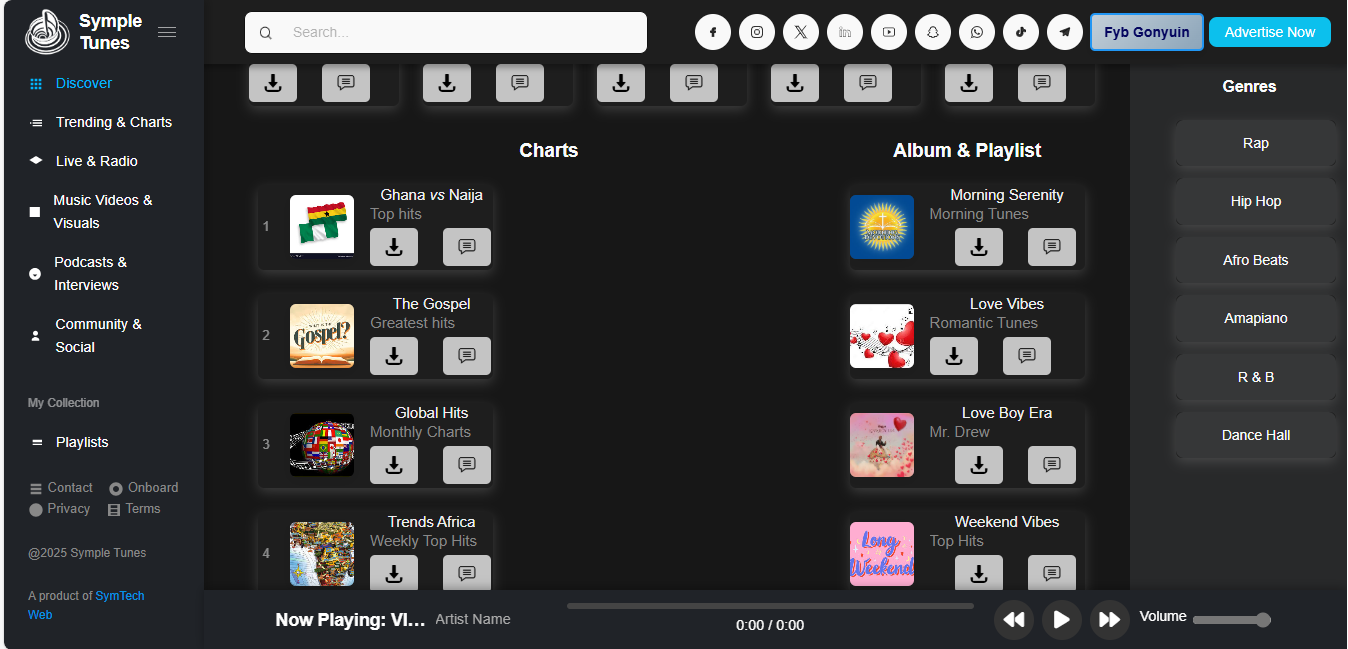 Symple
Tunes
Discover
Trending & Charts
Live & Radio
Music Videos &
Visuals
Podcasts &
Interviews
Community &
Social
My Collection
Playlists
Contact
Onboard
Privacy
Terms
@2025 Symple Tunes
A product of SymTech
Web
Search...
Fyb Gonyuin
Advertise Now
Charts
1
Ghana vs Naija
Top hits
2
Gospel?
The Gospel
Greatest hits
3
Global Hits
Monthly Charts
4
Trends Africa
Weekly Top Hits
Album & Playlist
Morning Serenity
Morning Tunes
Love Vibes
Romantic Tunes
Love Boy Era
Mr. Drew
Long
Weekend
Weekend Vibes
Top Hits
Genres
Rap
Hip Hop
Afro Beats
Amapiano
R & B
Dance Hall
Now Playing: VI... Artist Name
0:00 / 0:00
Volume